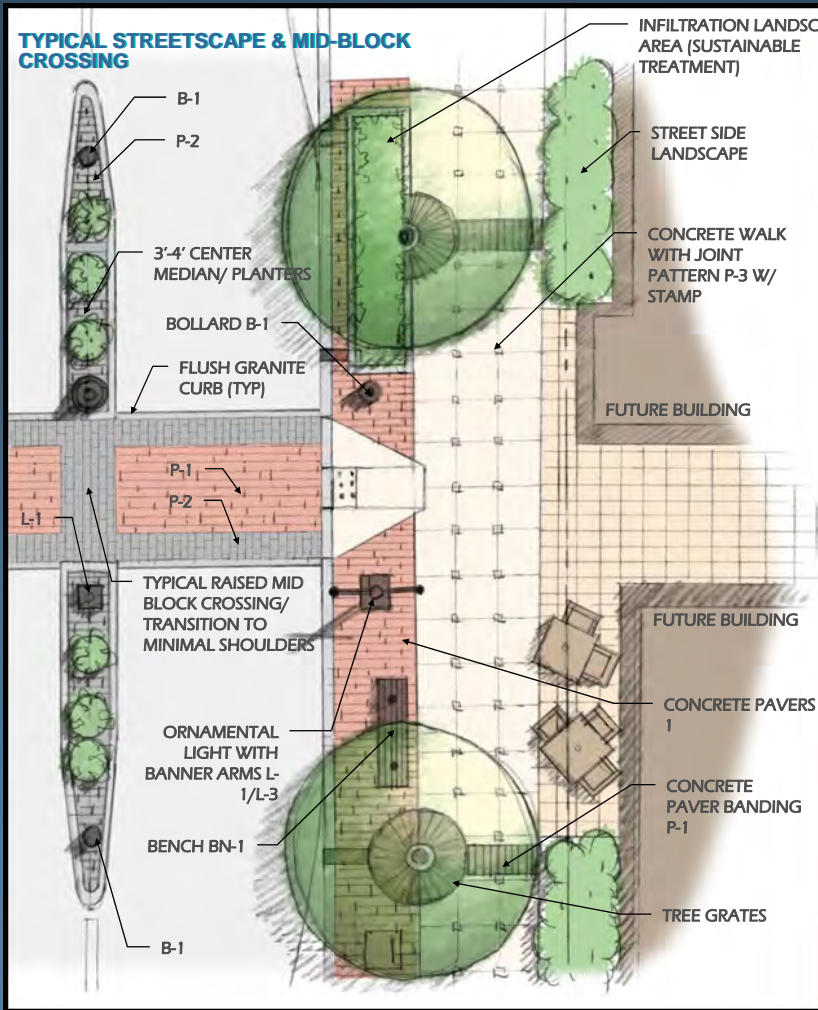 TYPICAL STREETSCAPE & MID-BLOCK
CROSSING
B-1
P-2
3'-4' CENTER
MEDIAN/ PLANTERS
BOLLARD B-1
FLUSH GRANITE
CURB (TYP)
P-1
P-2
L-1
TYPICAL RAISED MID
BLOCK CROSSING/
TRANSITION TO
MINIMAL SHOULDERS
ORNAMENTAL
LIGHT WITH
BANNER ARMS L-
1/L-3
BENCH BN-1
B-1
INFILTRATION LANDSC
AREA (SUSTAINABLE
TREATMENT)
STREET SIDE
LANDSCAPE
CONCRETE WALK
WITH JOINT
PATTERN P-3 W/
STAMP
FUTURE BUILDING
FUTURE BUILDING
CONCRETE PAVERS
1
CONCRETE
PAVER BANDING
P-1
TREE GRATES